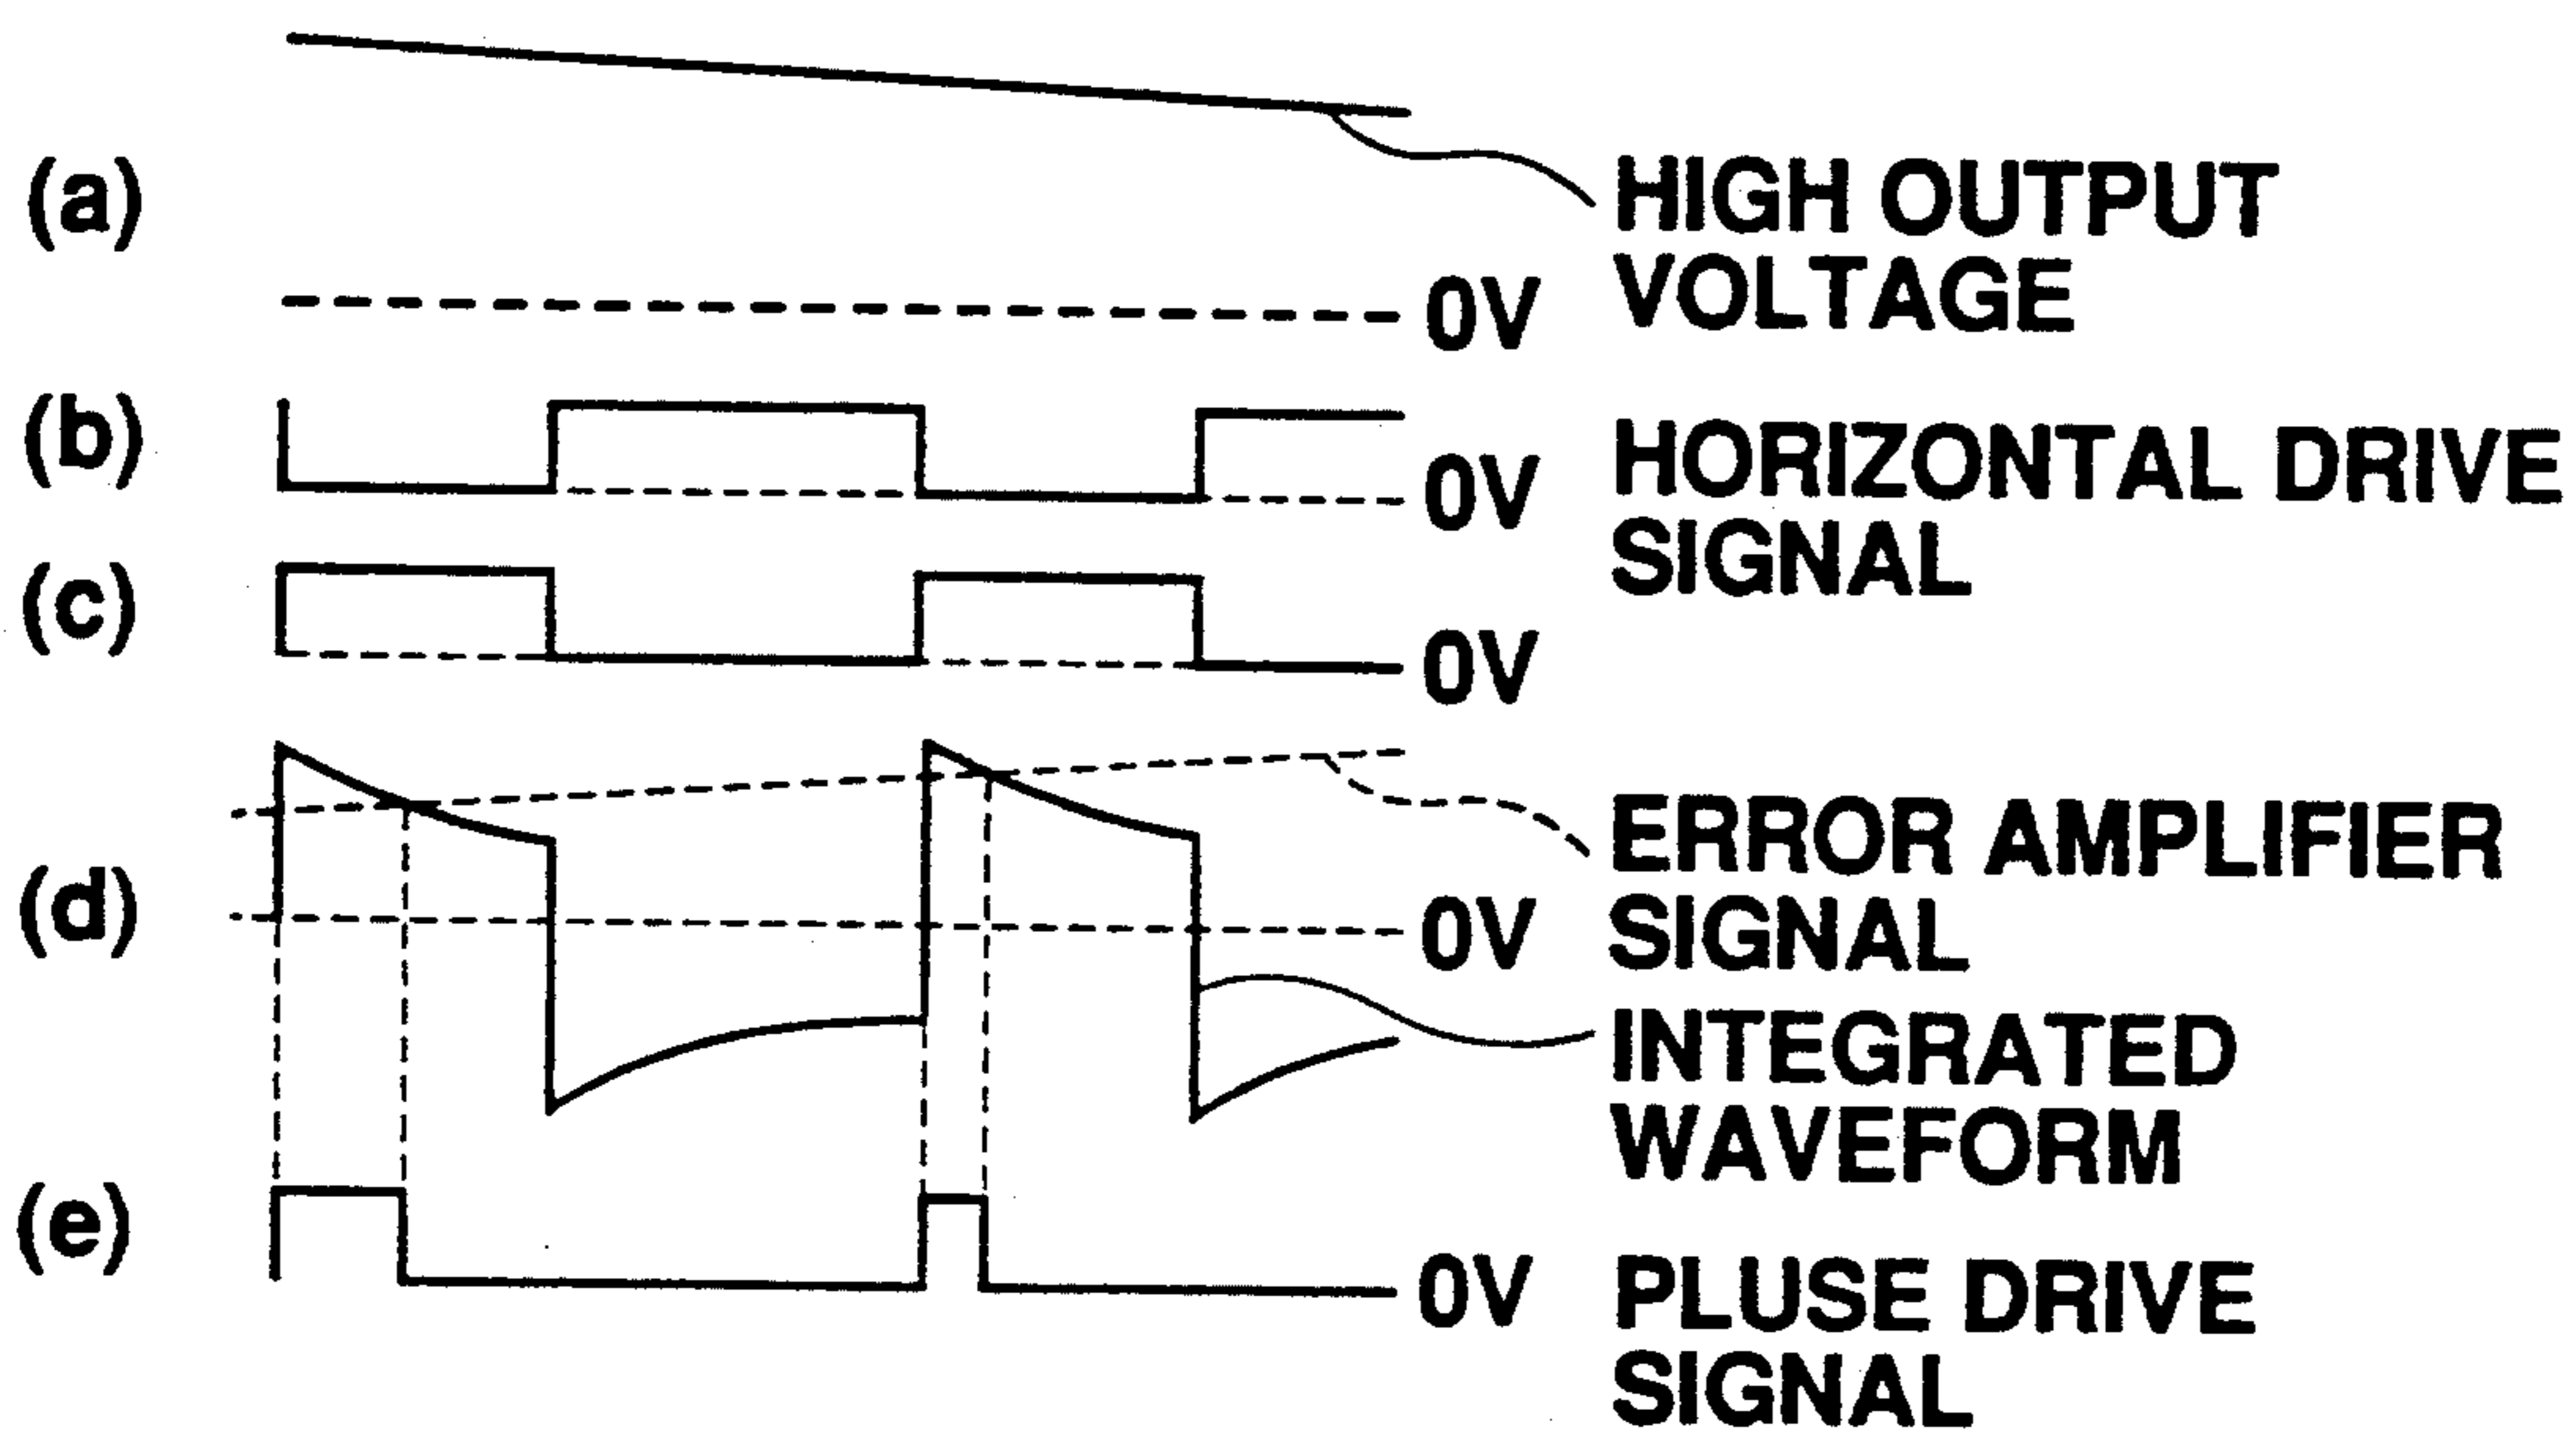 (a)
HIGH OUTPUT
VOLTAGE
0V
(b)
0V
HORIZONTAL DRIVE
SIGNAL
(c)
0V
(d)
ERROR AMPLIFIER
SIGNAL
0V
INTEGRATED
WAVEFORM
(e)
0V
PLUSE DRIVE
SIGNAL